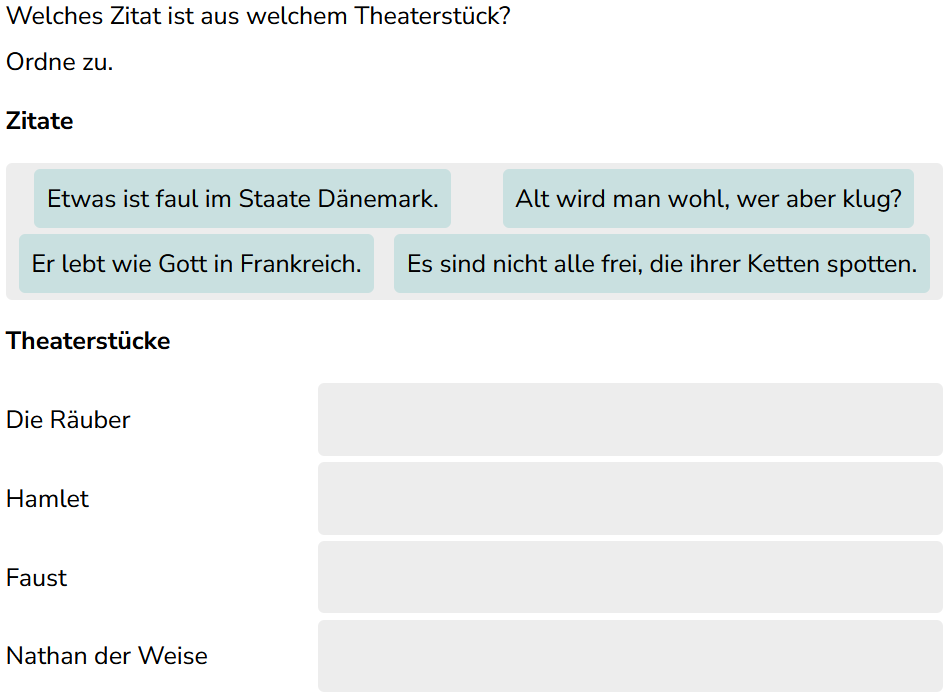 Welches Zitat ist aus welchem Theaterstück?
Ordne zu.
Zitate
Etwas ist faul im Staate Dänemark.
Alt wird man wohl, wer aber klug?
Er lebt wie Gott in Frankreich.
Es sind nicht alle frei, die ihrer Ketten spotten.
Theaterstücke
Die Räuber
Hamlet
Faust
Nathan der Weise